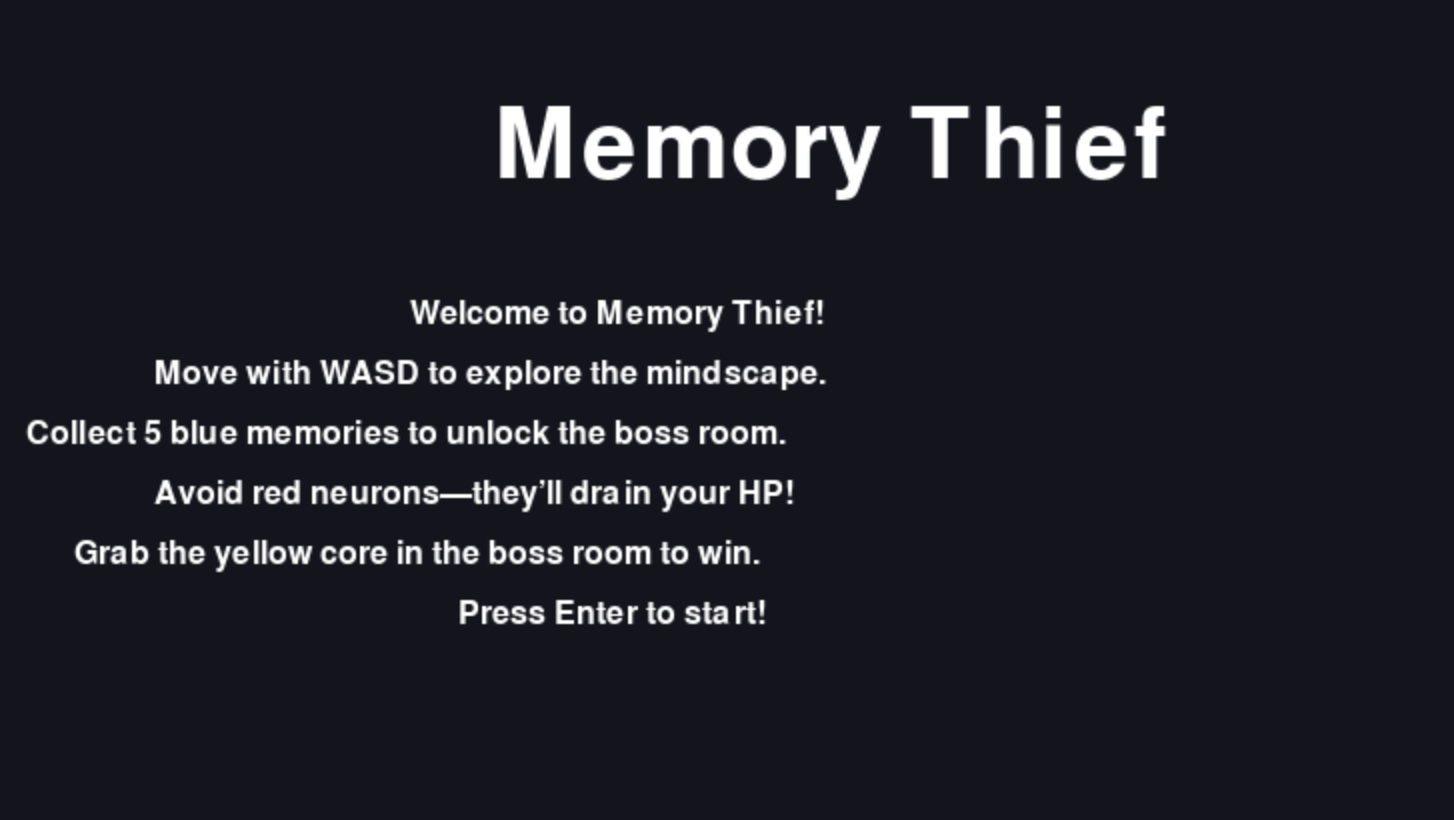 Memory Thief
Welcome to Memory Thief!
Move with WASD to explore the mindscape.
Collect 5 blue memories to unlock the boss room.
Avoid red neurons—they’ll drain your HP!
Grab the yellow core in the boss room to win.
Press Enter to start!